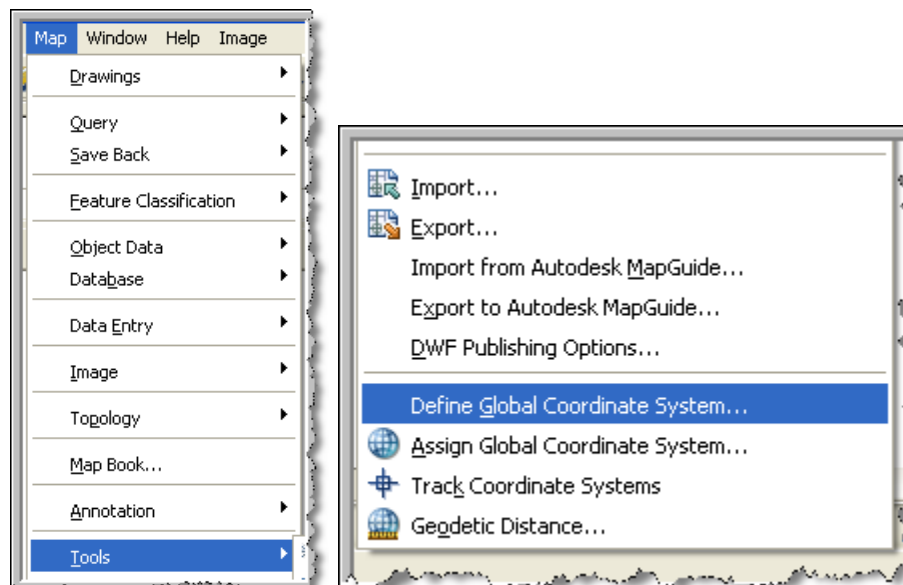 Map Window Help Image
Drawings
Query
Save Back
Feature Classification
Object Data
Database
Data Entry
Image
Topology
Map Book...
Annotation
Tools
Import...
Export...
Import from Autodesk MapGuide...
Export to Autodesk MapGuide...
DWF Publishing Options...
Define Global Coordinate System...
Assign Global Coordinate System...
Track Coordinate Systems
Geodetic Distance...